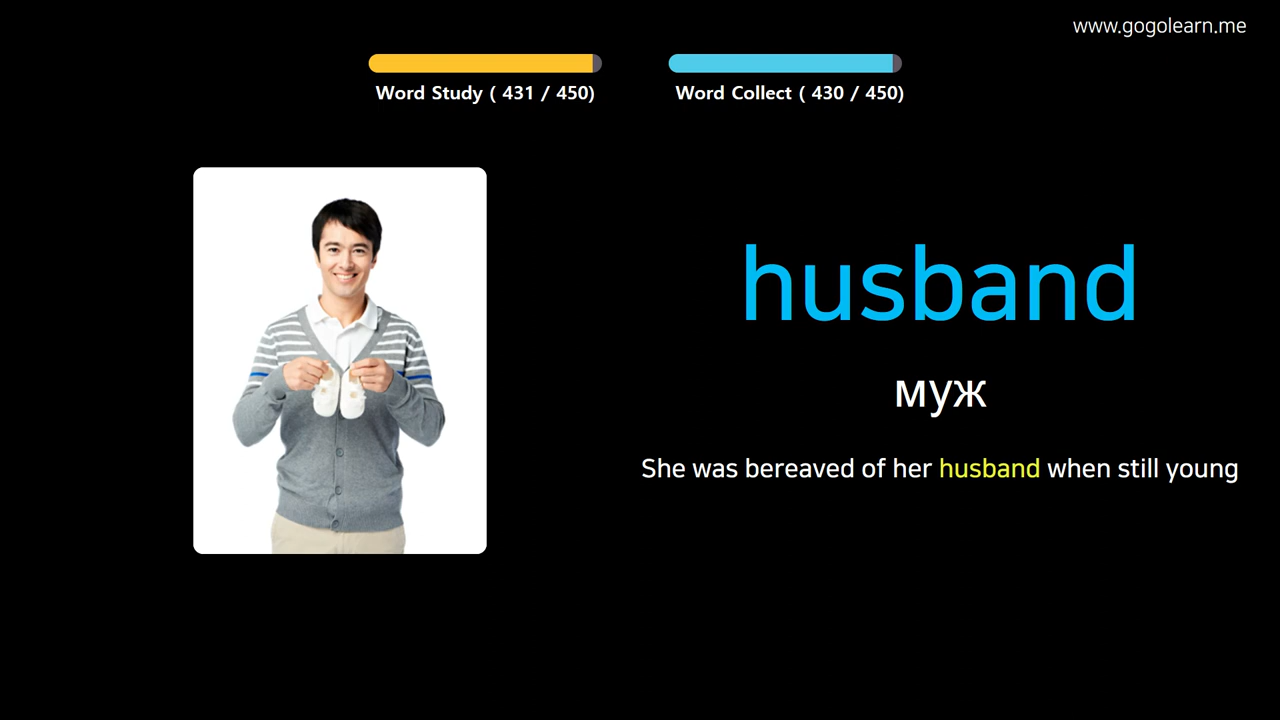 www.gogolearn.me
Word Study ( 431 / 450)
Word Collect ( 430 / 450)
husband
муж
She was bereaved of her husband when still young